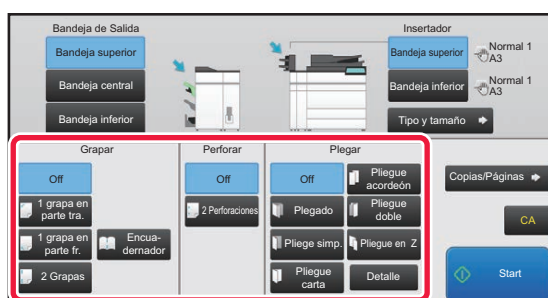 Bandeja de Salida
Insertador
Bandeja superior
Bandeja central
Bandeja inferior
Bandeja superior
Normal 1
A3
Bandeja inferior
Normal 1
A3
Tipo y tamaño
Grapar
Off
1 grapa en
parte tra.
1 grapa en
parte fr.
Encua-
dernador
2 Grapas
Perforar
Off
2 Perforaciones
Plegar
Off
Pliegue
acordeón
Plegado
Pliegue
doble
Pliege simp.
Pliegue en Z
Pliegue
carta
Detalle
Copias/Páginas
CA
Start